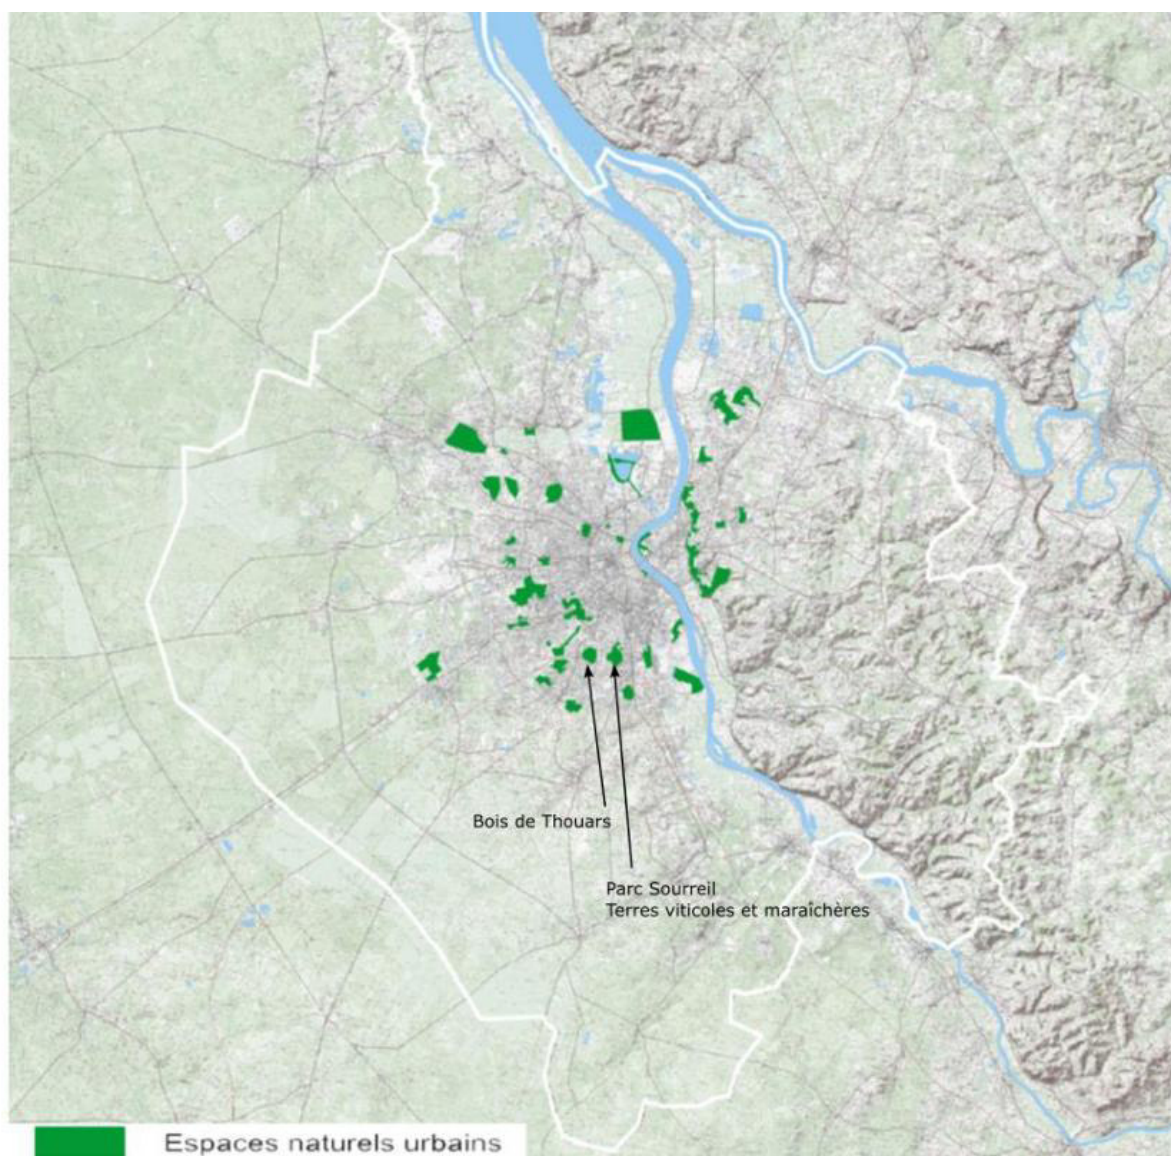 Bois de Thouars
Parc Sourreil
Terres viticoles et maraîchères
Espaces naturels urbains